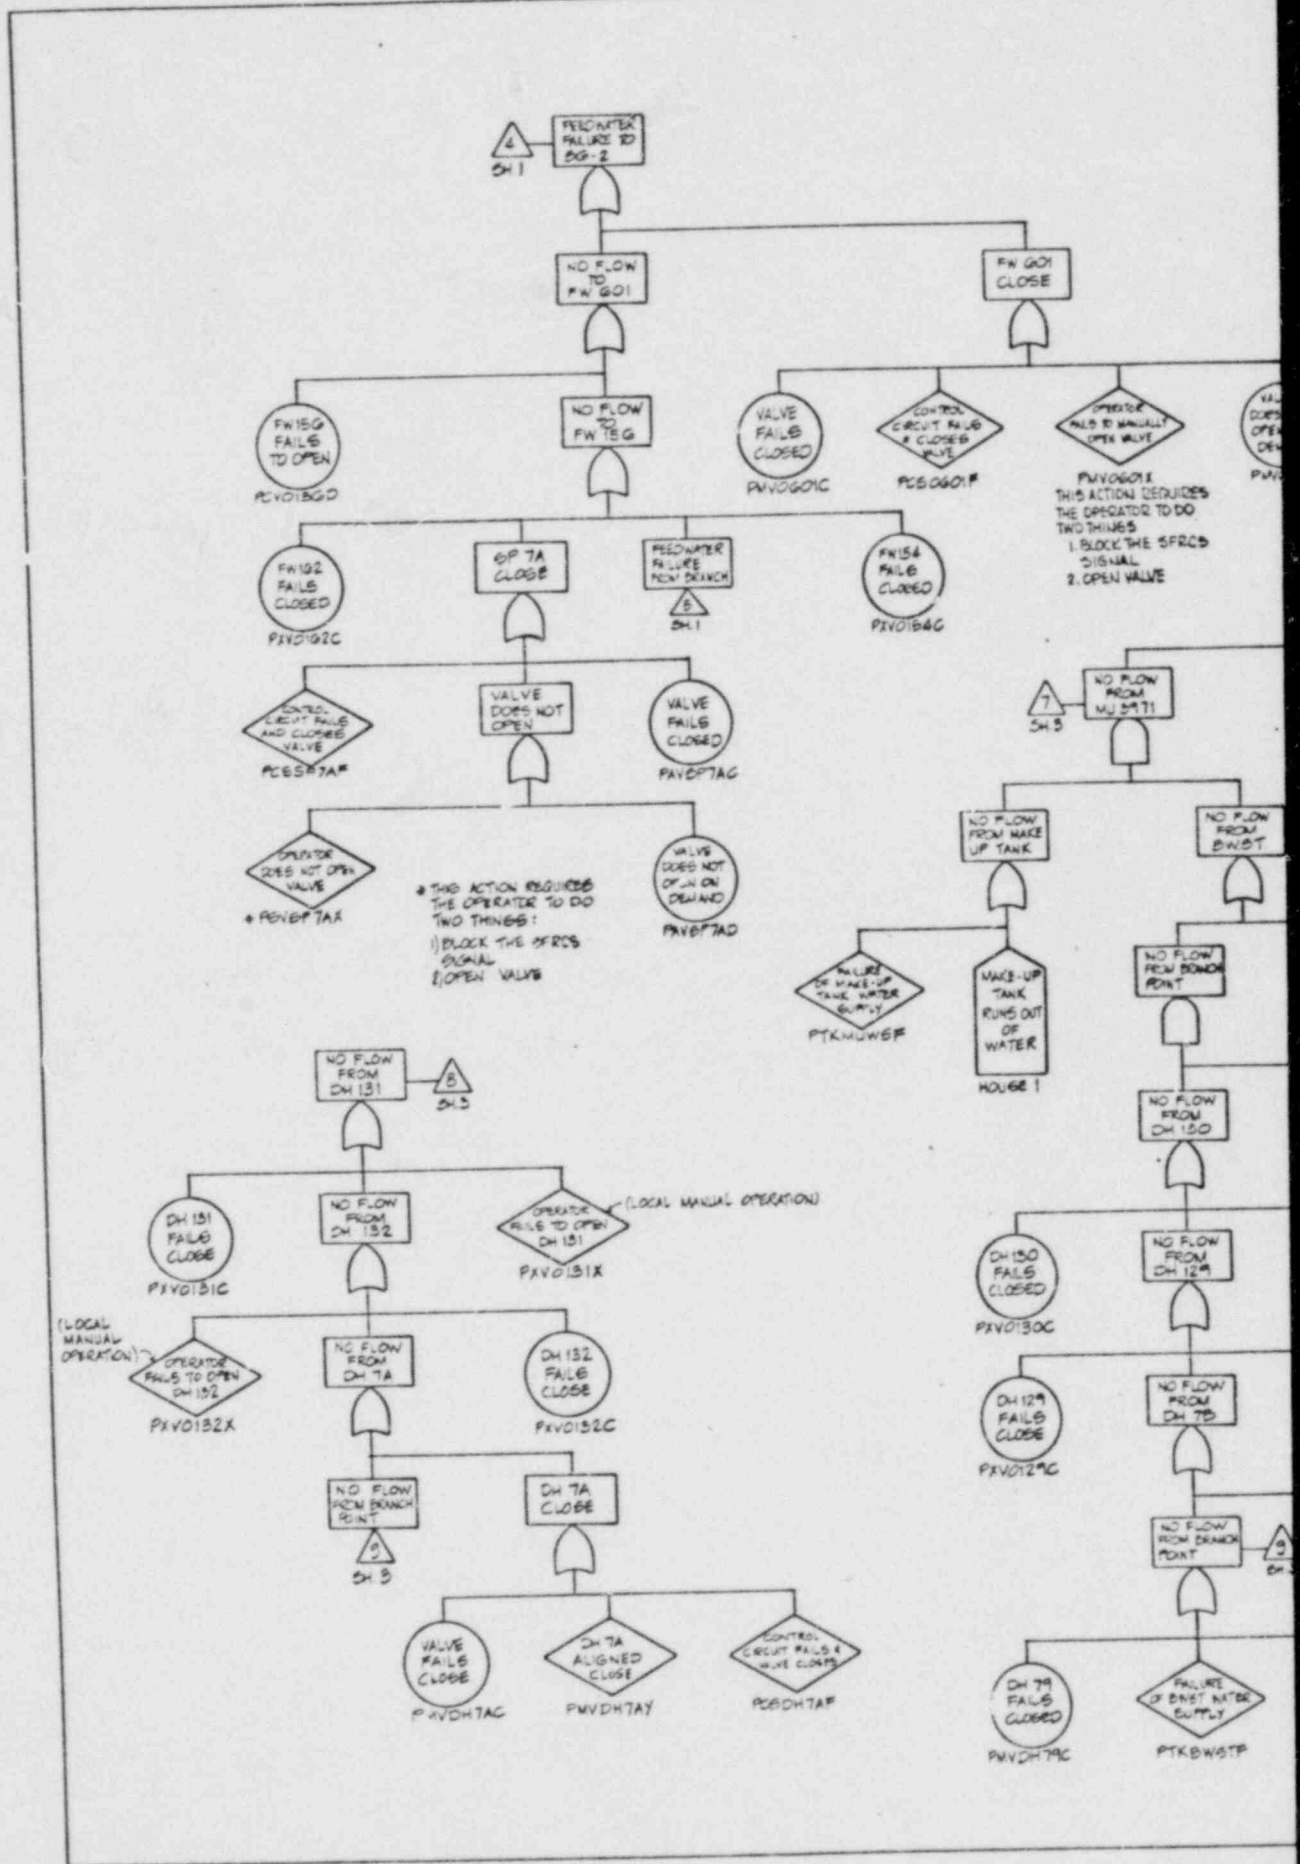 FEEDWATER
FAILURE TO
SG-2
4
SH.1
NO FLOW
TO
FW 601
FW 601
CLOSE
FW156
FAILS
TO OPEN
NO FLOW
TO
FW 156
VALVE
FAILS
CLOSED
PMV0601C
CONTROL
CIRCUIT FAILS
& CLOSES
VALVE
PCS0601F
OPERATOR
FAILS TO MANUALLY
OPEN VALVE
PMV0601X
THIS ACTION REQUIRES
THE OPERATOR TO DO
TWO THINGS
1. BLOCK THE SFRCS
SIGNAL
2. OPEN VALVE
FAILS
CLOSED
SP 7A
CLOSE
FEEDWATER
FAILURE
FROM BRANCH
5
SH.1
FW154
FAILS
CLOSED
PXV0154C
CONTROL
CIRCUIT FAILS
AND CLOSES
VALVE
PCSSP7AF
VALVE
DOES NOT
OPEN
VALVE
FAILS
CLOSED
PAVSP7AC
OPERATOR
DOES NOT OPEN
VALVE
* THIS ACTION REQUIRES
THE OPERATOR TO DO
TWO THINGS:
1) BLOCK THE SFRCS
SIGNAL
2) OPEN VALVE
VALVE
DOES NOT
ON
DEMAND
PAVSP7AD
7
SH.3
NO FLOW
FROM
MU 3971
NO FLOW
FROM MAKE
UP TANK
NO FLOW
FROM
BWST
FAILURE
OF MAKE-UP
TANK WATER
SUPPLY
PTKMUWSF
MAKE-UP
TANK
RUNS OUT
OF
WATER
HOUSE 1
NO FLOW
FROM BRANCH
POINT
NO FLOW
FROM
DH 130
NO FLOW
FROM
DH 131
8
SH.3
DH 131
FAILS
CLOSE
PXV0131C
NO FLOW
FROM
DH 132
OPERATOR
FAILS TO OPEN
DH 131
PXV0131X
(LOCAL MANUAL OPERATION)
DH 130
FAILS
CLOSED
PXV0130C
NO FLOW
FROM
DH 129
(LOCAL
MANUAL
OPERATION)
OPERATOR
FAILS TO OPEN
DH 132
PXV0132X
NO FLOW
FROM
DH 7A
DH 132
FAILS
CLOSE
PXV0132C
DH 129
FAILS
CLOSE
PXV0129C
NO FLOW
FROM
DH 7B
NO FLOW
FROM BRANCH
POINT
9
SH.3
DH 7A
CLOSE
NO FLOW
FROM BRANCH
POINT
9
VALVE
FAILS
CLOSE
PMVDH7AC
DH 7A
ALIGNED
CLOSE
PMVDH7AY
CONTROL
CIRCUIT FAILS &
VALVE CLOSES
PCSDH7AF
DH 79
FAILS
CLOSED
PMVDH79C
FAILURE
OF BWST WATER
SUPPLY
PTKBWSTF